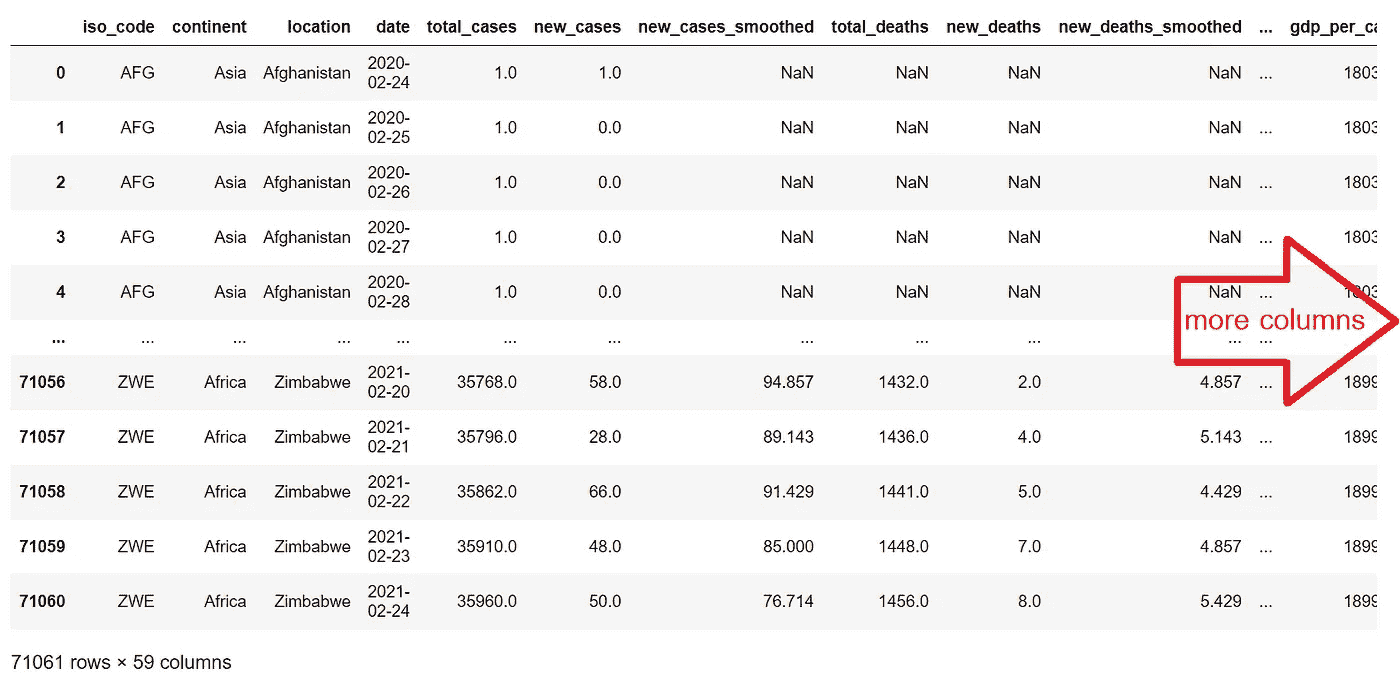 iso_code continent location date total_cases new_cases new_cases_smoothed total_deaths new_deaths new_deaths_smoothed ... gdp_per_ca
0 AFG Asia Afghanistan 2020-02-24 1.0 1.0 NaN NaN NaN NaN ... 1803
1 AFG Asia Afghanistan 2020-02-25 1.0 0.0 NaN NaN NaN NaN ... 1803
2 AFG Asia Afghanistan 2020-02-26 1.0 0.0 NaN NaN NaN NaN ... 1803
3 AFG Asia Afghanistan 2020-02-27 1.0 0.0 NaN NaN NaN NaN ... 1803
4 AFG Asia Afghanistan 2020-02-28 1.0 0.0 NaN NaN NaN NaN ... 1803
... ... ... ... ... ... ... ... ... ... ... ...
more columns
71056 ZWE Africa Zimbabwe 2021-02-20 35768.0 58.0 94.857 1432.0 2.0 4.857 ... 1899
71057 ZWE Africa Zimbabwe 2021-02-21 35796.0 28.0 89.143 1436.0 4.0 5.143 ... 1899
71058 ZWE Africa Zimbabwe 2021-02-22 35862.0 66.0 91.429 1441.0 5.0 4.429 ... 1899
71059 ZWE Africa Zimbabwe 2021-02-23 35910.0 48.0 85.000 1448.0 7.0 4.857 ... 1899
71060 ZWE Africa Zimbabwe 2021-02-24 35960.0 50.0 76.714 1456.0 8.0 5.429 ... 1899
71061 rows × 59 columns